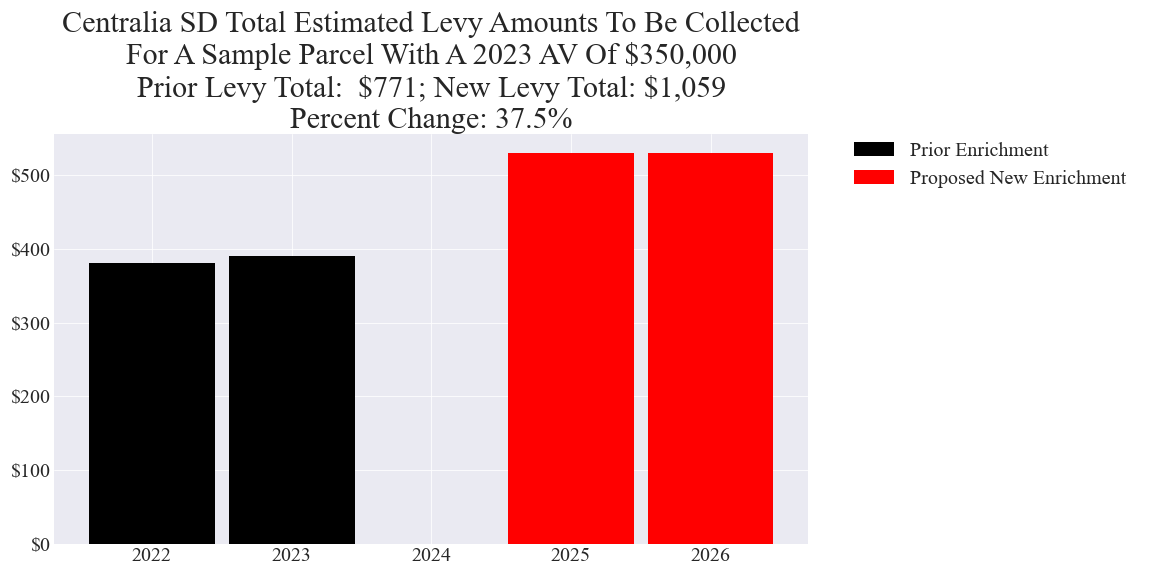 Centralia SD Total Estimated Levy Amounts To Be Collected
For A Sample Parcel With A 2023 AV Of $350,000
Prior Levy Total:  $771; New Levy Total: $1,059
Percent Change: 37.5%
Prior Enrichment
Proposed New Enrichment
$500
$400
$300
$200
$100
$0
2022 2023 2024 2025 2026